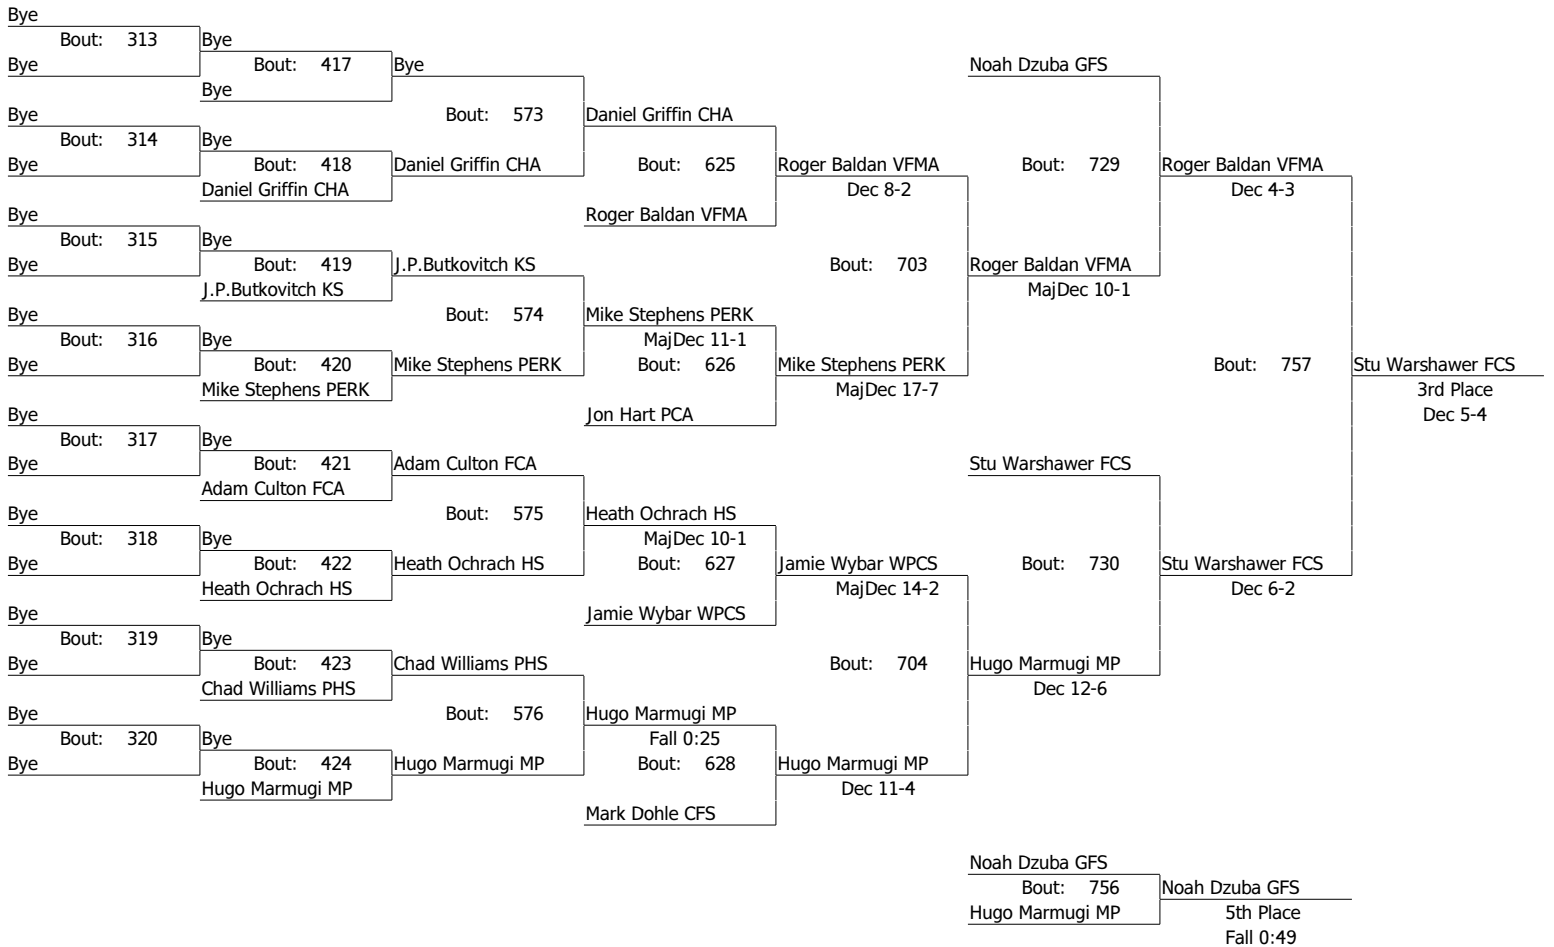 Bye
Bout: 313 Bye
Bye Bout: 417 Bye Noah Dzuba GFS
Bye
Bye Bout: 573 Daniel Griffin CHA
Bout: 314 Bye
Bye Bout: 418 Daniel Griffin CHA Bout: 625 Roger Baldan VFMA Bout: 729 Roger Baldan VFMA
Daniel Griffin CHA Dec 8-2 Dec 4-3
Bye Roger Baldan VFMA
Bout: 315 Bye
Bye Bout: 419 J.P.Butkovitch KS Bout: 703 Roger Baldan VFMA
J.P.Butkovitch KS MajDec 10-1
Bye Bout: 574 Mike Stephens PERK
Bout: 316 Bye MajDec 11-1
Bye Bout: 420 Mike Stephens PERK Bout: 626 Mike Stephens PERK Bout: 757 Stu Warshawer FCS
Mike Stephens PERK MajDec 17-7 3rd Place
Bye Jon Hart PCA Dec 5-4
Bout: 317 Bye
Bye Bout: 421 Adam Culton FCA Stu Warshawer FCS
Adam Culton FCA
Bye Bout: 575 Heath Ochrach HS
Bout: 318 Bye MajDec 10-1
Bye Bout: 422 Heath Ochrach HS Bout: 627 Jamie Wybar WPCS Bout: 730 Stu Warshawer FCS
Heath Ochrach HS MajDec 14-2 Dec 6-2
Bye Jamie Wybar WPCS
Bout: 319 Bye
Bye Bout: 423 Chad Williams PHS Bout: 704 Hugo Marmugi MP
Chad Williams PHS Dec 12-6
Bye Bout: 576 Hugo Marmugi MP
Bout: 320 Bye Fall 0:25
Bye Bout: 424 Hugo Marmugi MP Bout: 628 Hugo Marmugi MP
Hugo Marmugi MP Dec 11-4
Mark Dohle CFS
Noah Dzuba GFS
Bout: 756 Noah Dzuba GFS
Hugo Marmugi MP 5th Place
Fall 0:49